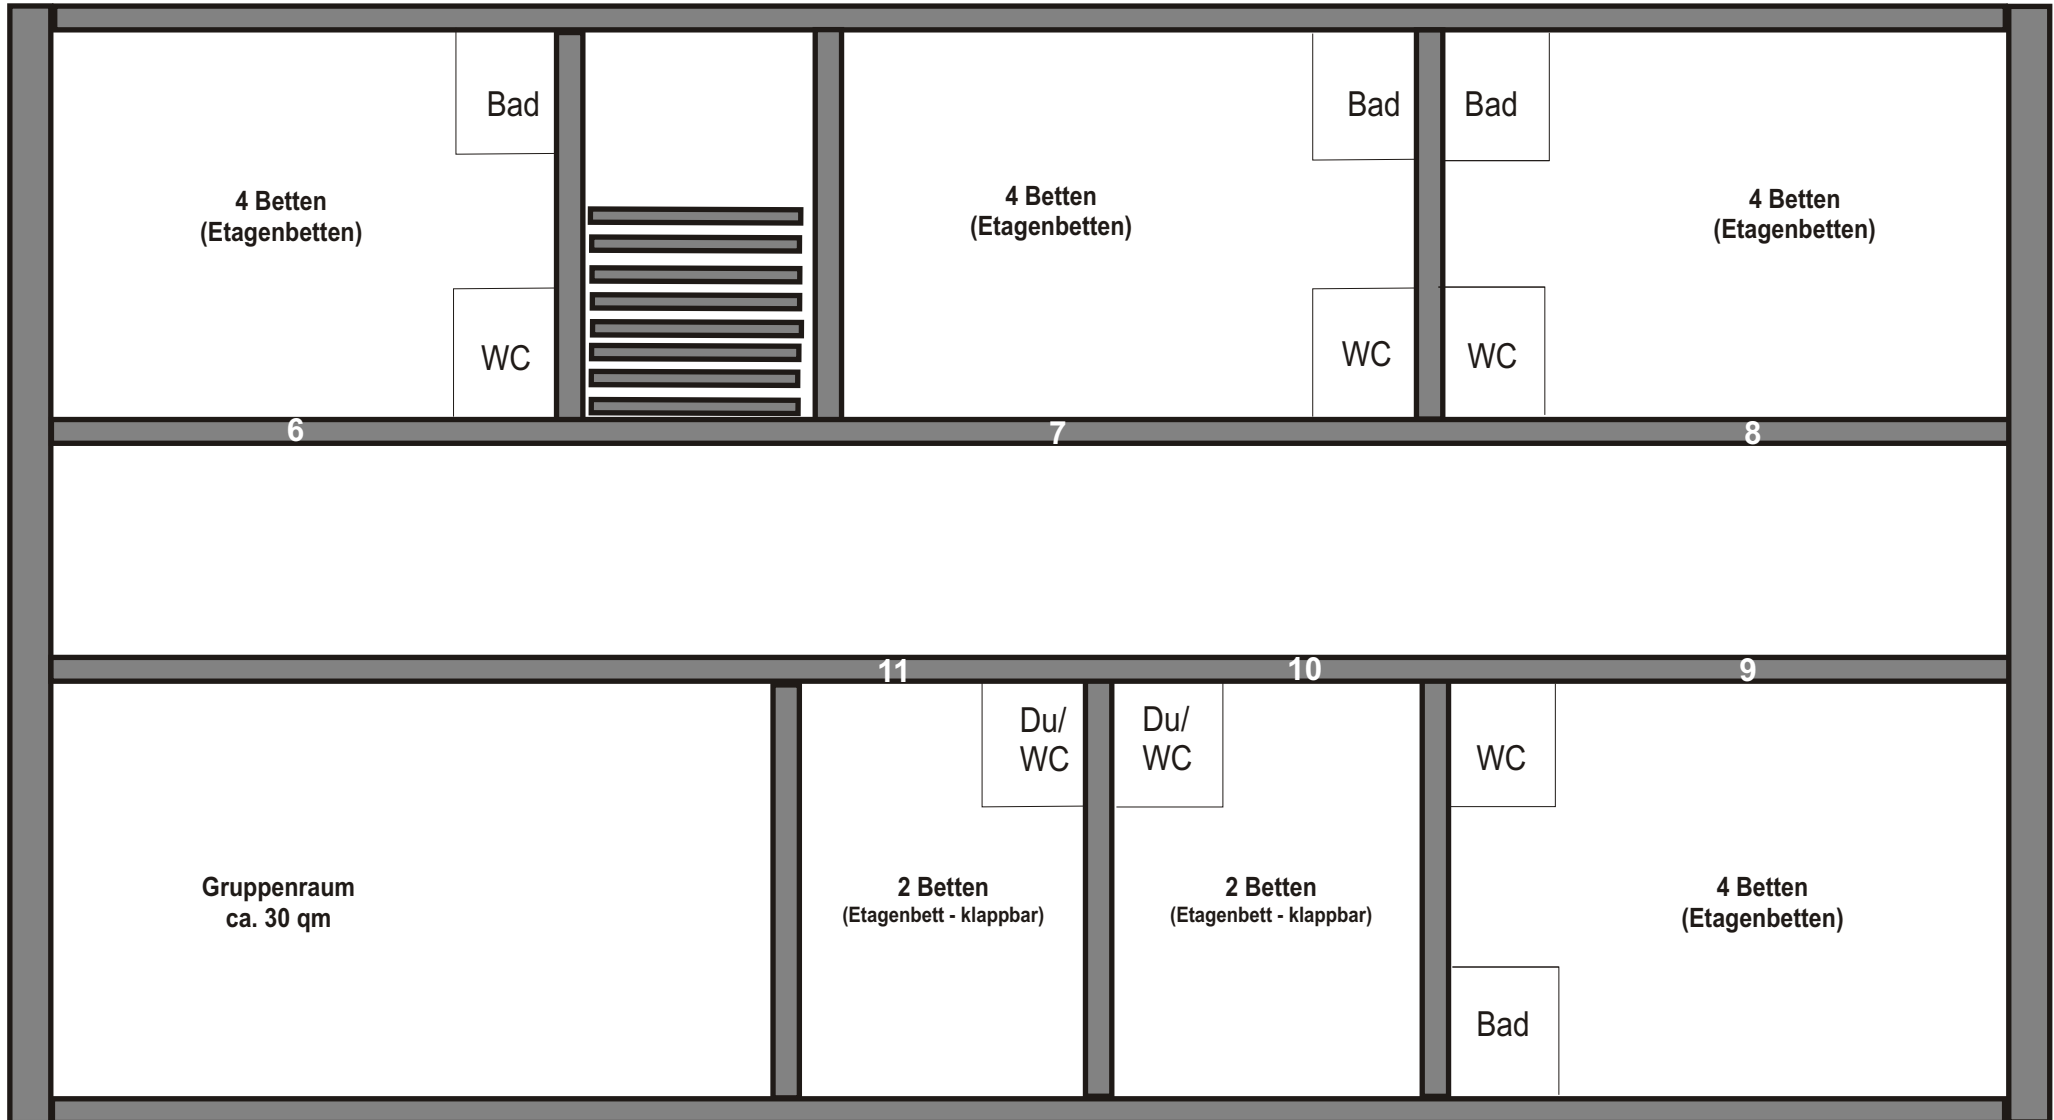 Bad
4 Betten
(Etagenbetten)
WC
6
Bad
4 Betten
(Etagenbetten)
WC
7
Bad
4 Betten
(Etagenbetten)
WC
8
11
10
9
Gruppenraum
ca. 30 qm
Du/
WC
2 Betten
(Etagenbett - klappbar)
Du/
WC
2 Betten
(Etagenbett - klappbar)
WC
4 Betten
(Etagenbetten)
Bad